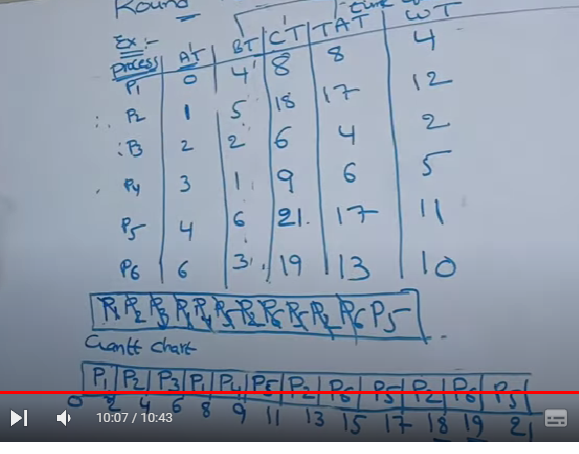 Round
Ex:-
Process AT BT CT TAT WT
P1 0 4 8 8 4
P2 1 5 18 17 12
P3 2 2 6 4 2
P4 3 1 9 6 5
P5 4 6 21 17 11
P6 6 3 19 13 10
P1 P2 P3 P1 P4 P5 P2 P6 P5 P2 P6 P5
Gantt chart
P1 P2 P3 P1 P4 P5 P2 P6 P5 P2 P6 P5
0 2 4 6 8 9 11 13 15 17 18 19 21
10:07 / 10:43